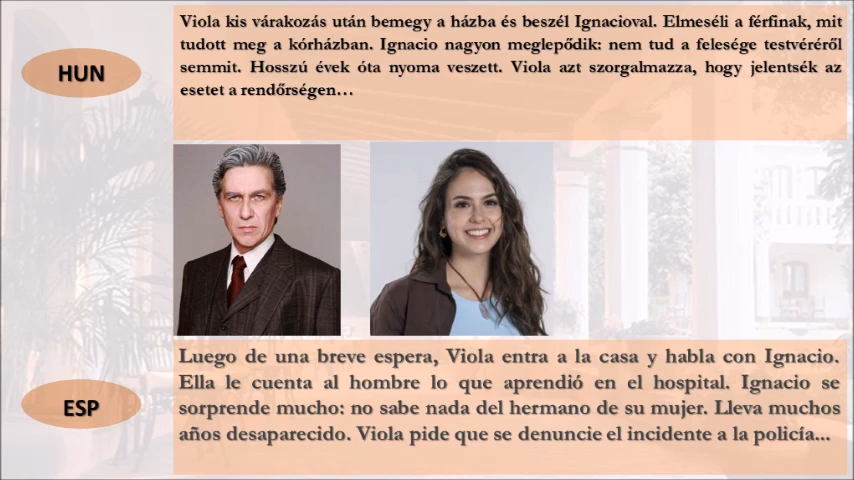 Viola kis várakozás után bemegy a házba és beszél Ignacioval. Elmeséli a férfinak, mit
tudott meg a kórházban. Ignacio nagyon meglepődik: nem tud a felesége testvéréről
semmit. Hosszú évek óta nyoma veszett. Viola azt szorgalmazza, hogy jelentsék az
esetet a rendőrségen…
HUN
Luego de una breve espera, Viola entra a la casa y habla con Ignacio.
Ella le cuenta al hombre lo que aprendió en el hospital. Ignacio se
sorprende mucho: no sabe nada del hermano de su mujer. Lleva muchos
años desaparecido. Viola pide que se denuncie el incidente a la policía...
ESP